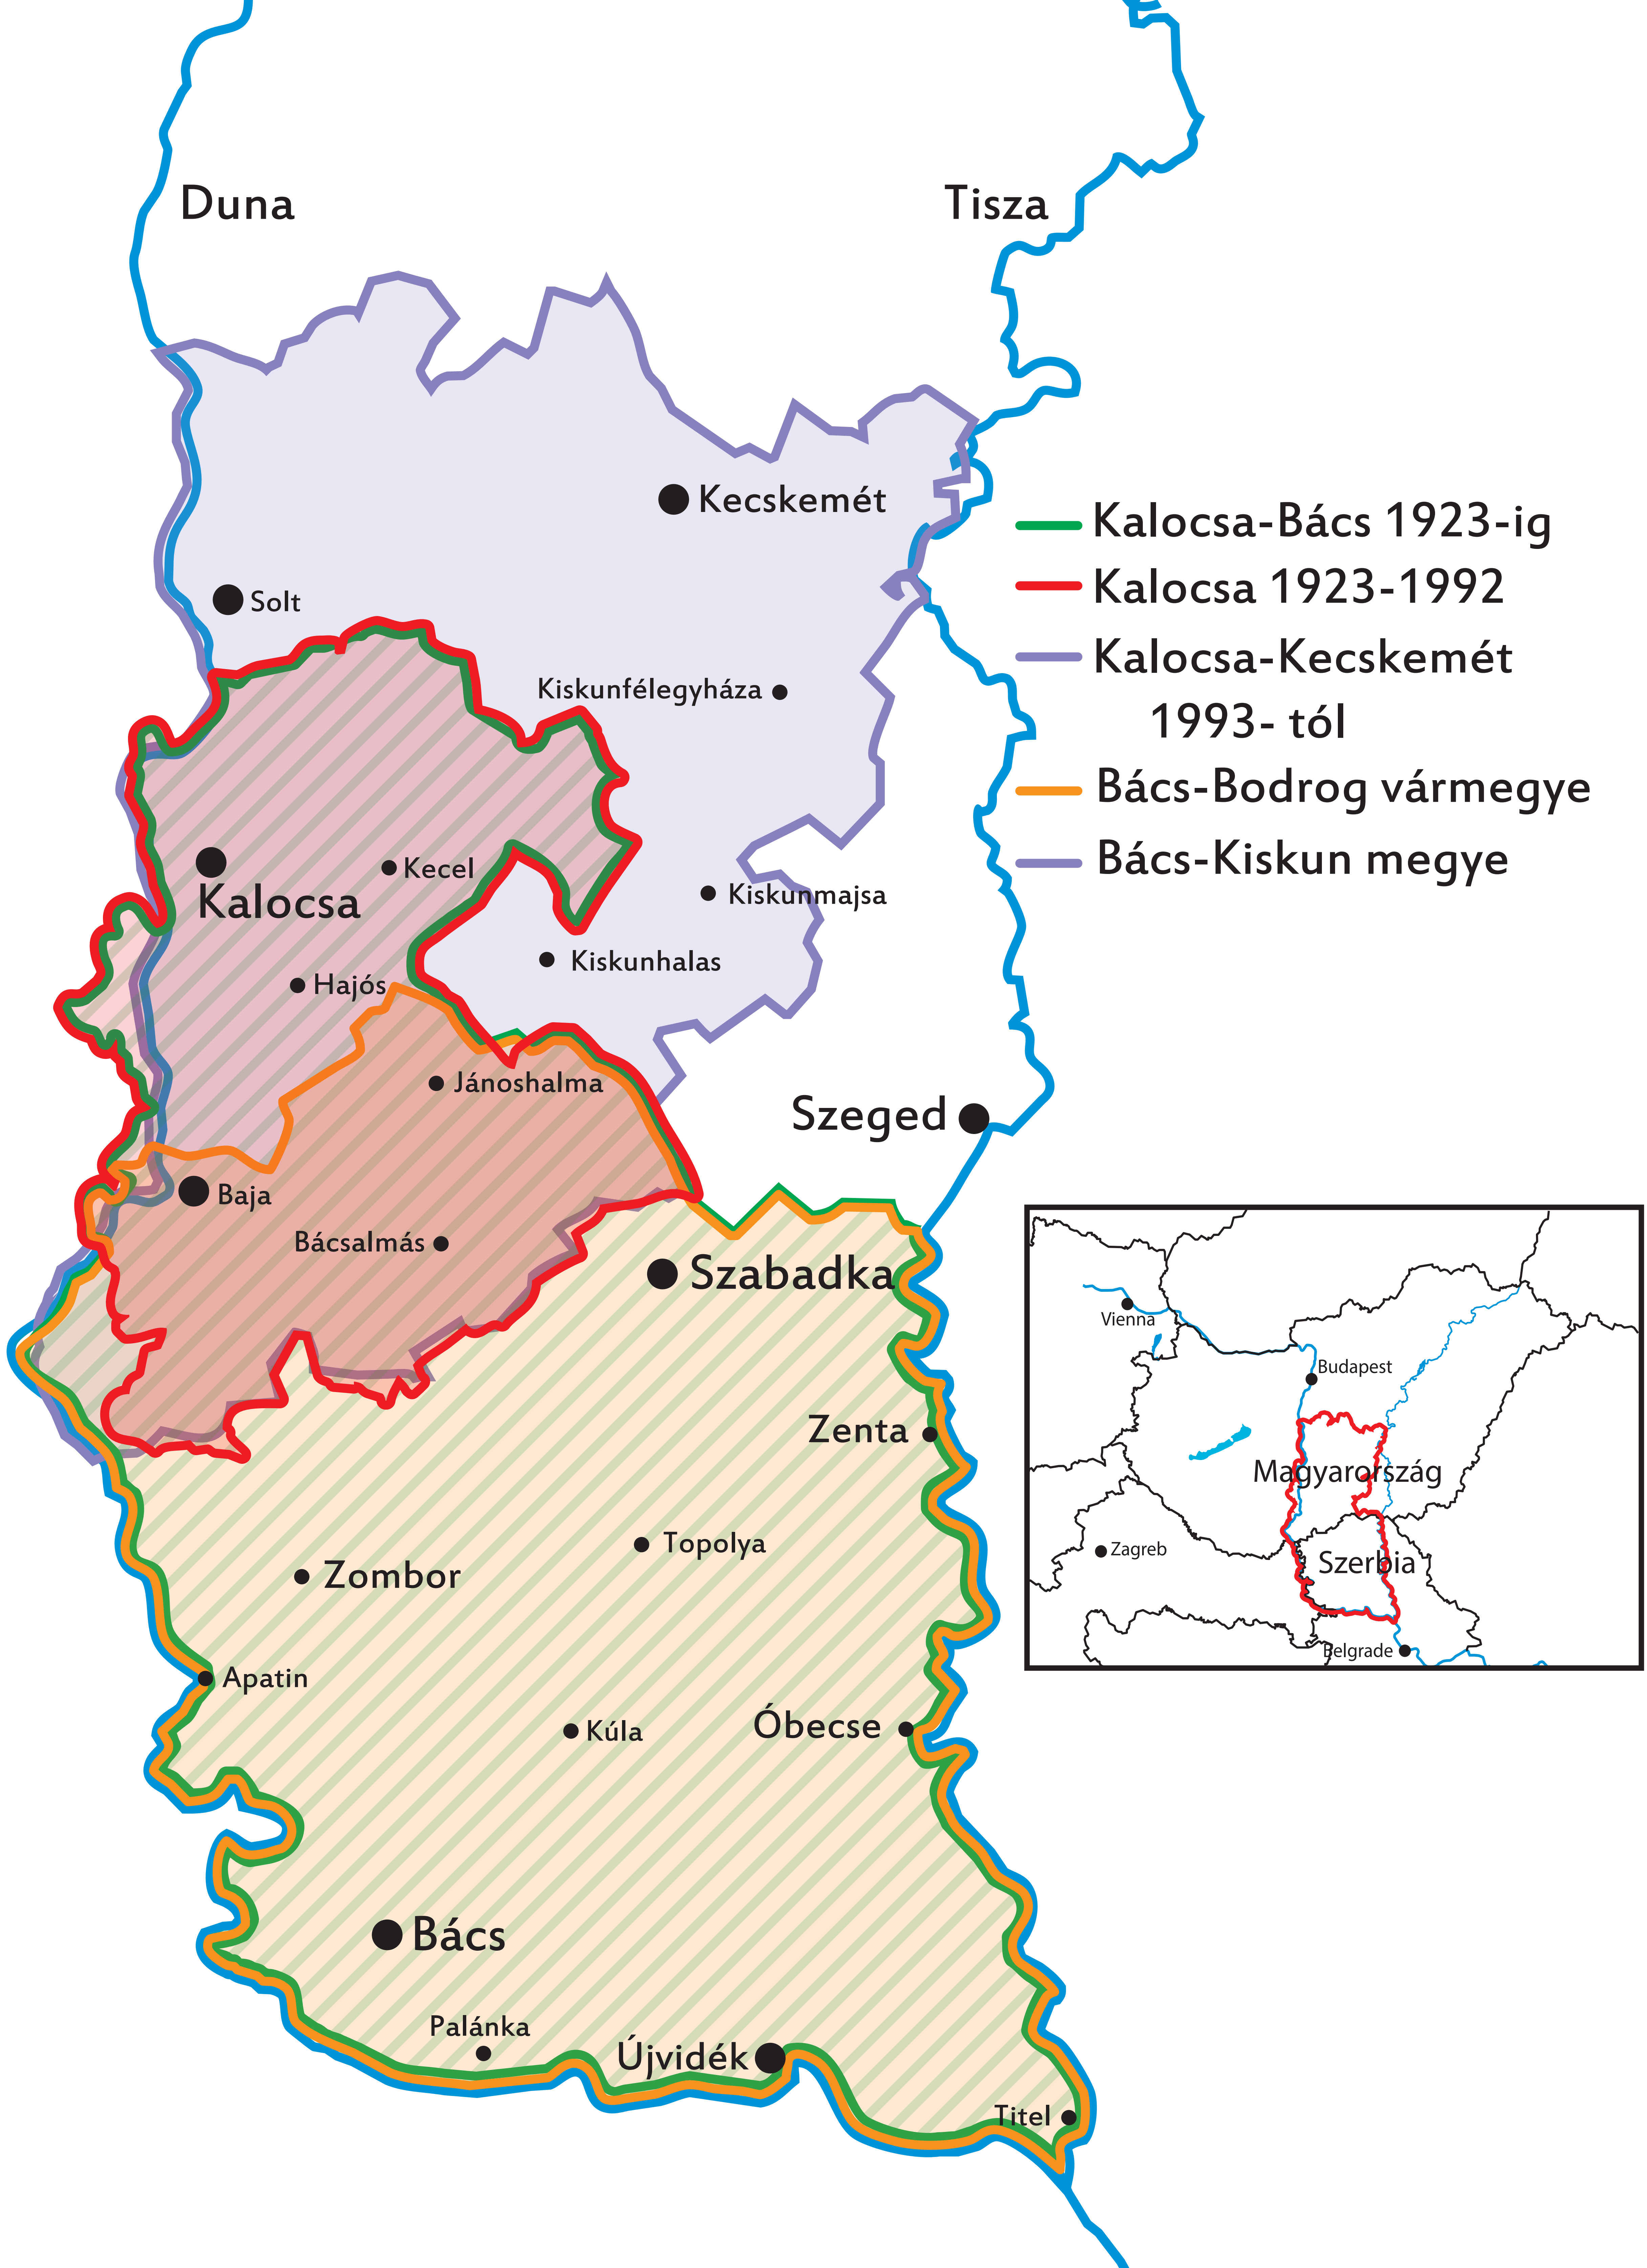 Duna
Tisza
Kecskemét
Solt
Kiskunfélegyháza
Kalocsa-Bács 1923-ig
Kalocsa 1923-1992
Kalocsa-Kecskemét
1993- tól
Bács-Bodrog vármegye
Bács-Kiskun megye
Kecel
Kalocsa
Kiskunmajsa
Kiskunhalas
Hajós
Jánoshalma
Szeged
Baja
Bácsalmás
Szabadka
Zenta
Topolya
Zombor
Apatin
Kúla
Óbecse
Bács
Palánka
Újvidék
Titel
Vienna
Budapest
Magyarország
Zagreb
Szerbia
Belgrade